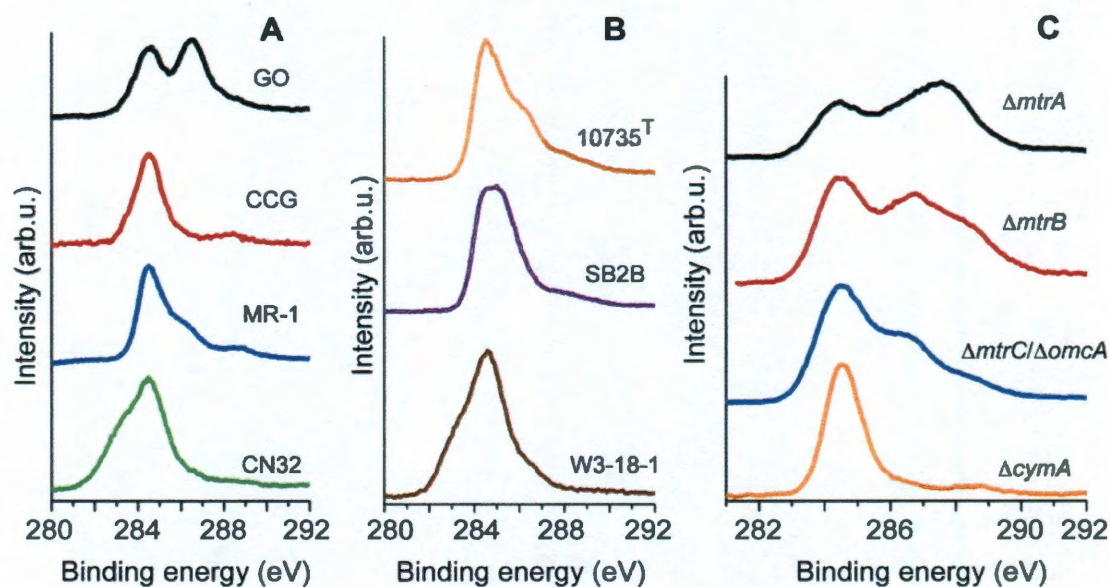 A
GO
CCG
MR-1
CN32
Intensity (arb.u.)
280 284 288 292
Binding energy (eV)
B
10735ᵀ
SB2B
W3-18-1
Intensity (arb.u.)
280 284 288 292
Binding energy (eV)
C
ΔmtrA
ΔmtrB
ΔmtrC/ΔomcA
ΔcymA
Intensity (arb.u.)
282 286 290 292
Binding energy (eV)